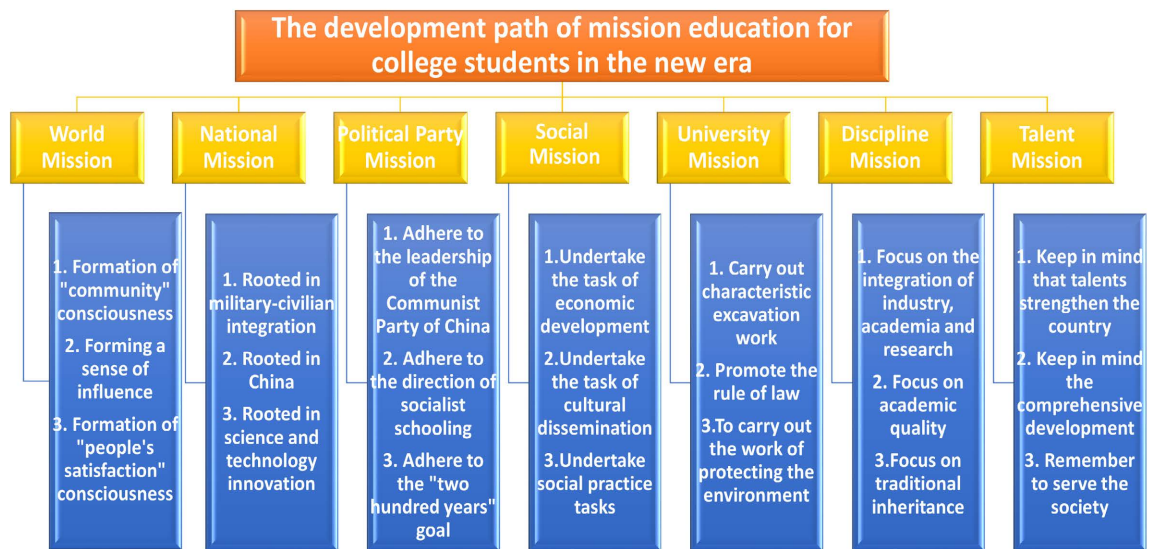 The development path of mission education for
college students in the new era
World
Mission
National
Mission
Political Party
Mission
Social
Mission
University
Mission
Discipline
Mission
Talent
Mission
1. Formation of
"community"
consciousness
2. Forming a
sense of
influence
3. Formation of
"people's
satisfaction"
consciousness
1. Rooted in
military-civilian
integration
2. Rooted in
China
3. Rooted in
science and
technology
innovation
1. Adhere to
the leadership
of the
Communist
Party of China
2. Adhere to
the direction of
socialist
schooling
3. Adhere to
the "two
hundred years"
goal
1.Undertake
the task of
economic
development
2.Undertake
the task of
cultural
dissemination
3.Undertake
social practice
tasks
1. Carry out
characteristic
excavation
work
2. Promote the
rule of law
3.To carry out
the work of
protecting the
environment
1. Focus on the
integration of
industry,
academia and
research
2. Focus on
academic
quality
3.Focus on
traditional
inheritance
1. Keep in mind
that talents
strengthen the
country
2. Keep in mind
the
comprehensive
development
3. Remember
to serve the
society